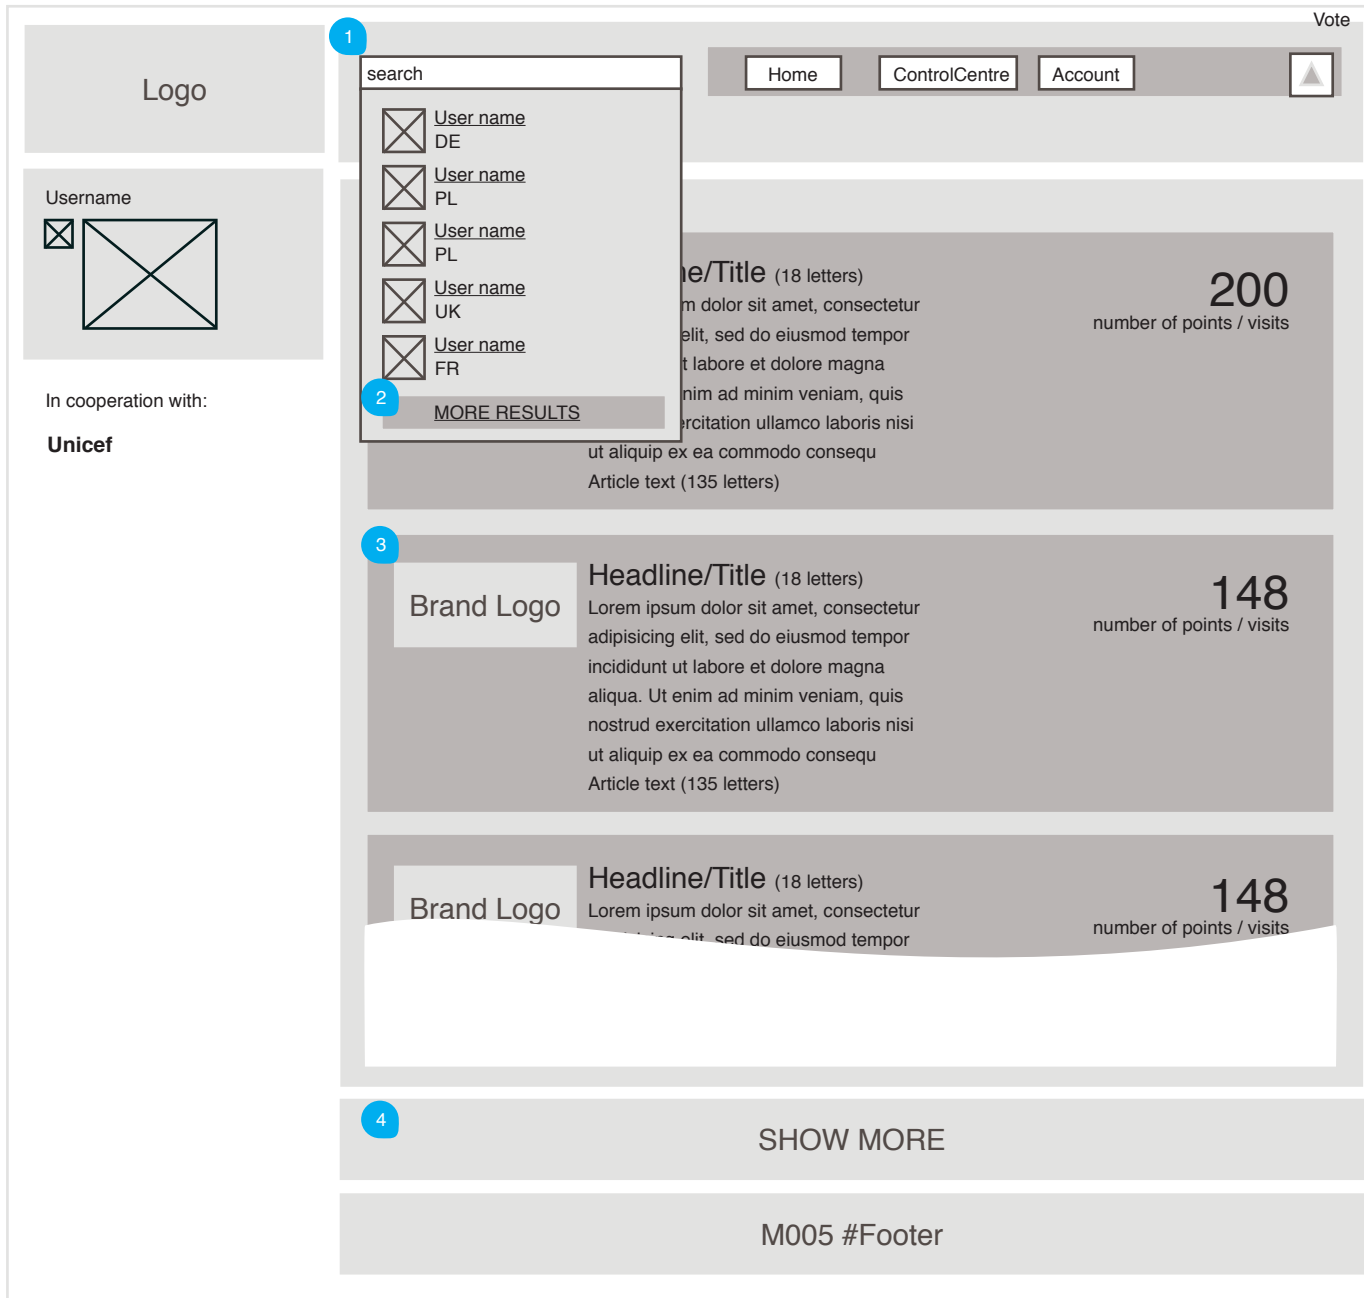 Vote
1
search
Home
ControlCentre
Account
Logo
User name
DE
User name
PL
User name
PL
User name
UK
User name
FR
2
MORE RESULTS
Username
In cooperation with:
Unicef
ne/Title (18 letters)
m dolor sit amet, consectetur
elit, sed do eiusmod tempor
t labore et dolore magna
nim ad minim veniam, quis
ercitation ullamco laboris nisi
ut aliquip ex ea commodo consequ
Article text (135 letters)
200
number of points / visits
3
Brand Logo
Headline/Title (18 letters)
Lorem ipsum dolor sit amet, consectetur
adipisicing elit, sed do eiusmod tempor
incididunt ut labore et dolore magna
aliqua. Ut enim ad minim veniam, quis
nostrud exercitation ullamco laboris nisi
ut aliquip ex ea commodo consequ
Article text (135 letters)
148
number of points / visits
Brand Logo
Headline/Title (18 letters)
Lorem ipsum dolor sit amet, consectetur
elit, sed do eiusmod tempor
148
number of points / visits
4
SHOW MORE
M005 #Footer